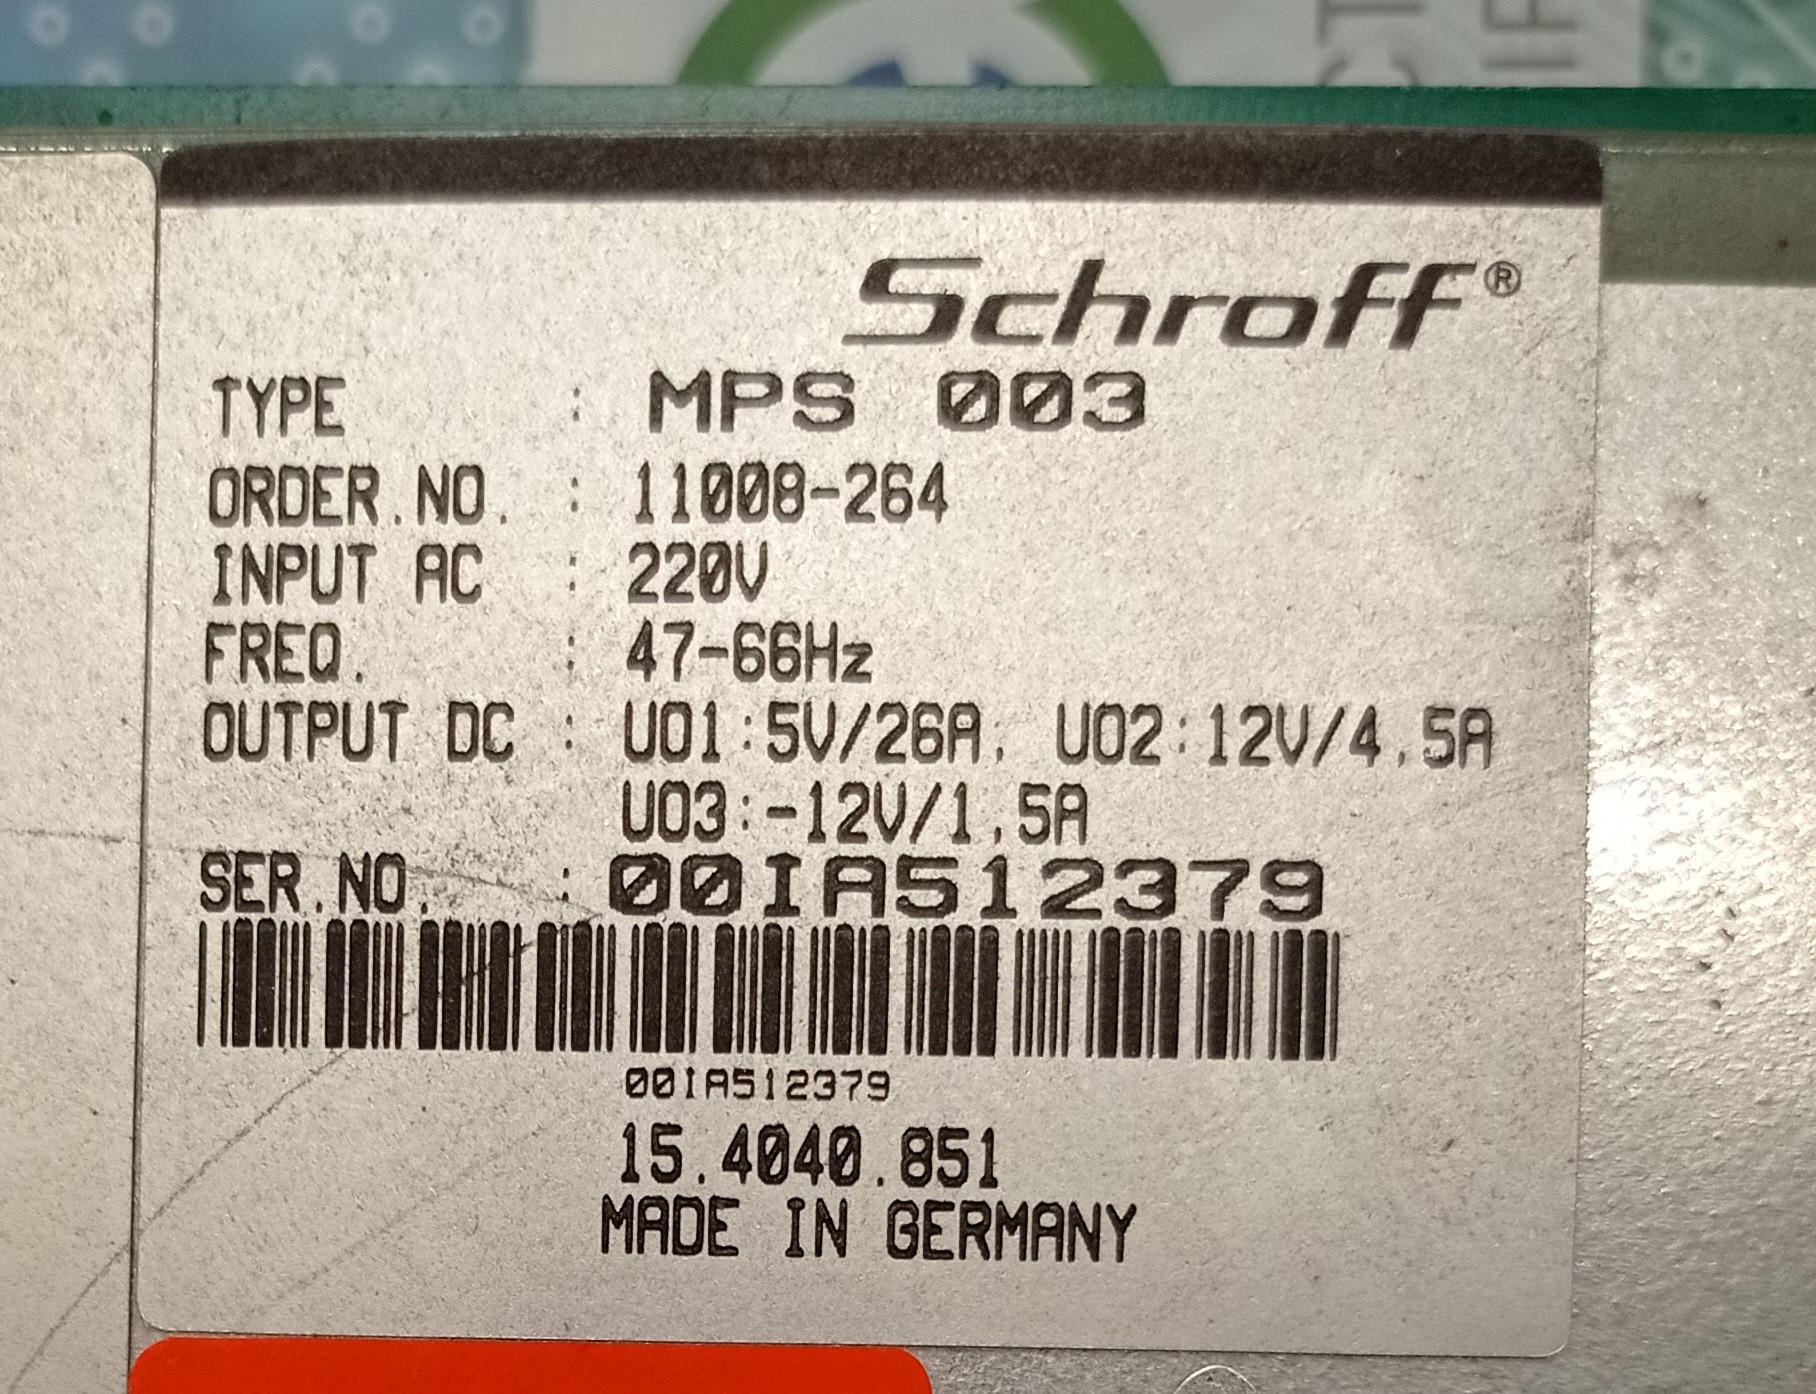 Schroff®
TYPE : MPS 003
ORDER.NO. : 11008-264
INPUT AC : 220V
FREQ. : 47-66Hz
OUTPUT DC : U01:5V/26A, U02:12V/4,5A
U03:-12V/1,5A
SER.NO. : 00IA512379
00IA512379
15.4040.851
MADE IN GERMANY